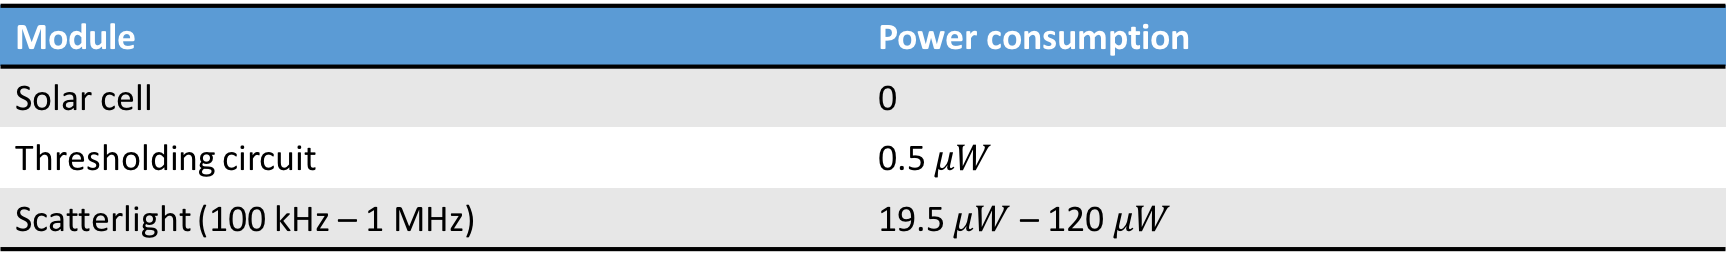 Module Power consumption
Solar cell 0
Thresholding circuit 0.5 μW
Scatterlight (100 kHz – 1 MHz) 19.5 μW – 120 μW